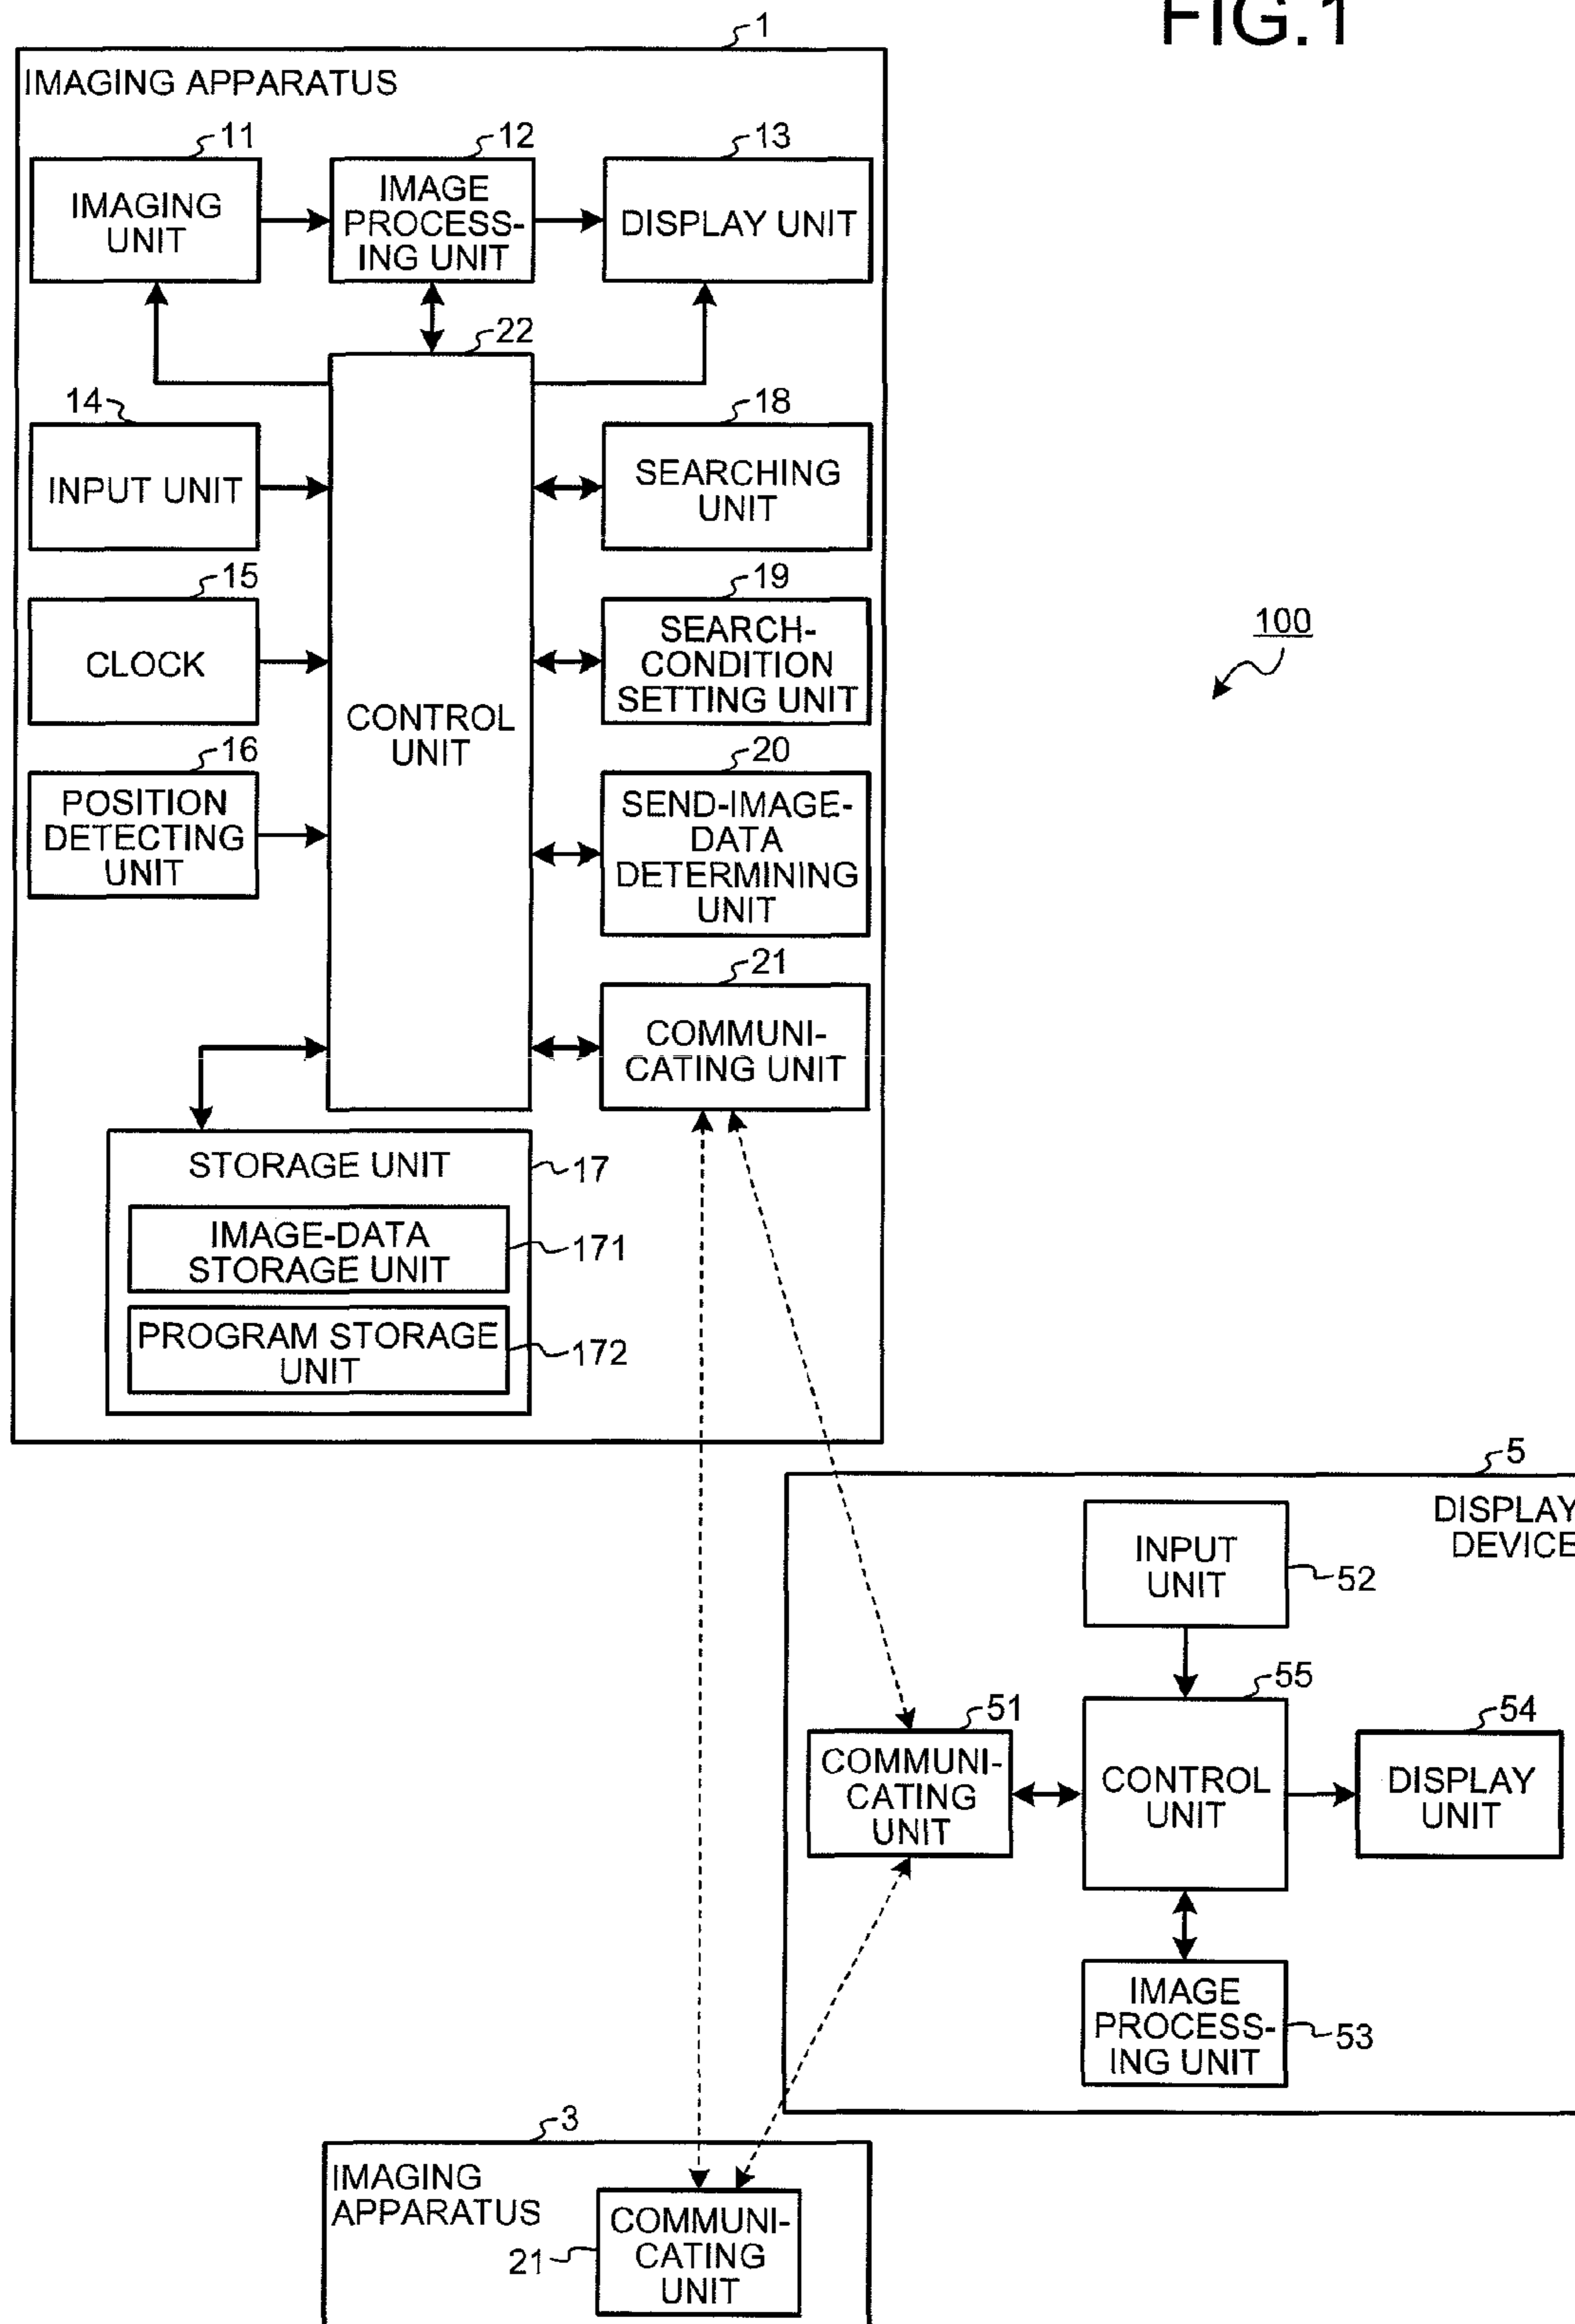 FIG.1
1
IMAGING APPARATUS
11
12
13
IMAGING
UNIT
IMAGE
PROCESS-
ING UNIT
DISPLAY UNIT
22
14
18
INPUT UNIT
SEARCHING
UNIT
15
19
CLOCK
SEARCH-
CONDITION
SETTING UNIT
CONTROL
UNIT
100
16
20
POSITION
DETECTING
UNIT
SEND-IMAGE-
DATA
DETERMINING
UNIT
21
COMMUNI-
CATING UNIT
STORAGE UNIT
17
IMAGE-DATA
STORAGE UNIT
171
PROGRAM STORAGE
UNIT
172
5
DISPLAY
DEVICE
INPUT
UNIT
52
55
51
54
COMMUNI-
CATING
UNIT
CONTROL
UNIT
DISPLAY
UNIT
IMAGE
PROCESS-
ING UNIT
53
3
IMAGING
APPARATUS
COMMUNI-
CATING
UNIT
21